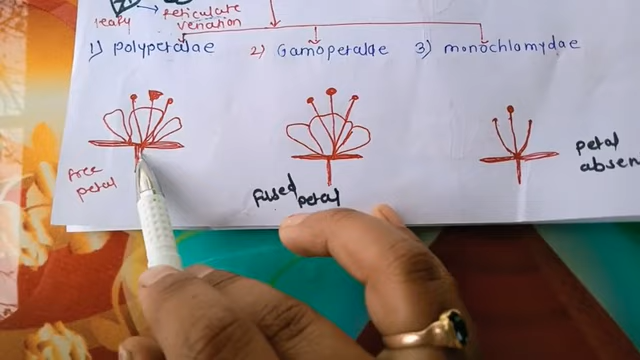 leafy
reticulate
venation
1) Polypetalae
2) Gamopetalae
3) monochlamydae
free
petal
Fused
petal
petal
absen